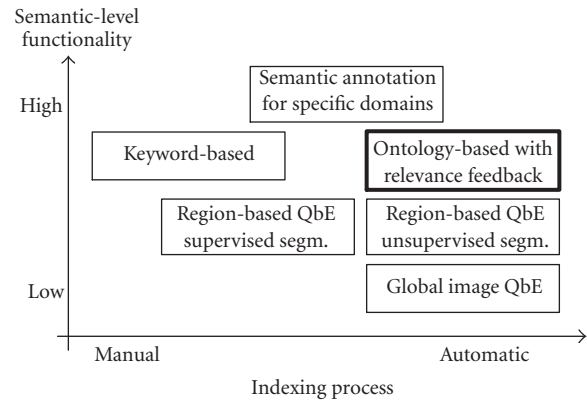 Semantic-level
functionality
High
Semantic annotation
for specific domains
Keyword-based
Ontology-based with
relevance feedback
Region-based QbE
supervised segm.
Region-based QbE
unsupervised segm.
Low
Global image QbE
Manual
Automatic
Indexing process